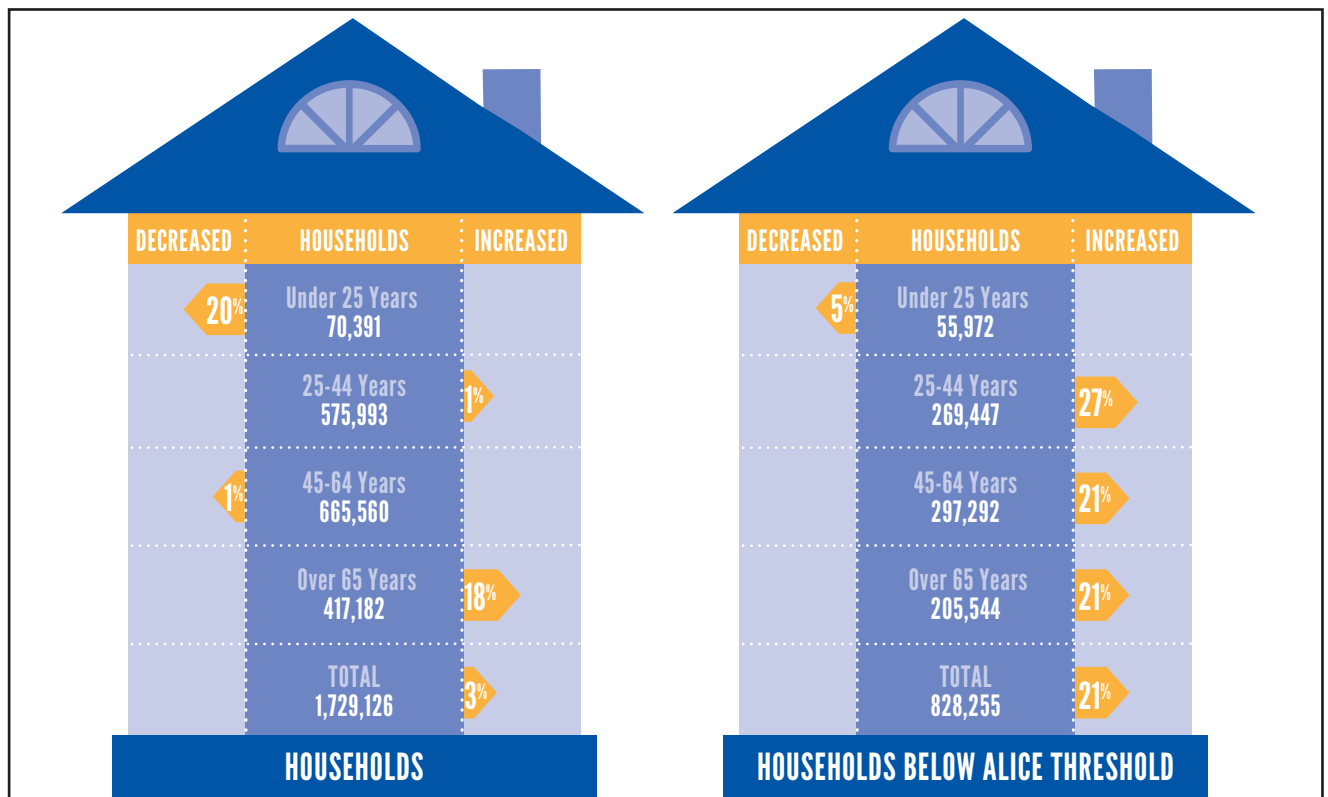 DECREASED HOUSEHOLDS INCREASED
20% Under 25 Years
70,391
25-44 Years 1%
575,993
1% 45-64 Years
665,560
Over 65 Years 18%
417,182
TOTAL 3%
1,729,126
HOUSEHOLDS
DECREASED HOUSEHOLDS INCREASED
5% Under 25 Years
55,972
25-44 Years 27%
269,447
45-64 Years 21%
297,292
Over 65 Years 21%
205,544
TOTAL 21%
828,255
HOUSEHOLDS BELOW ALICE THRESHOLD